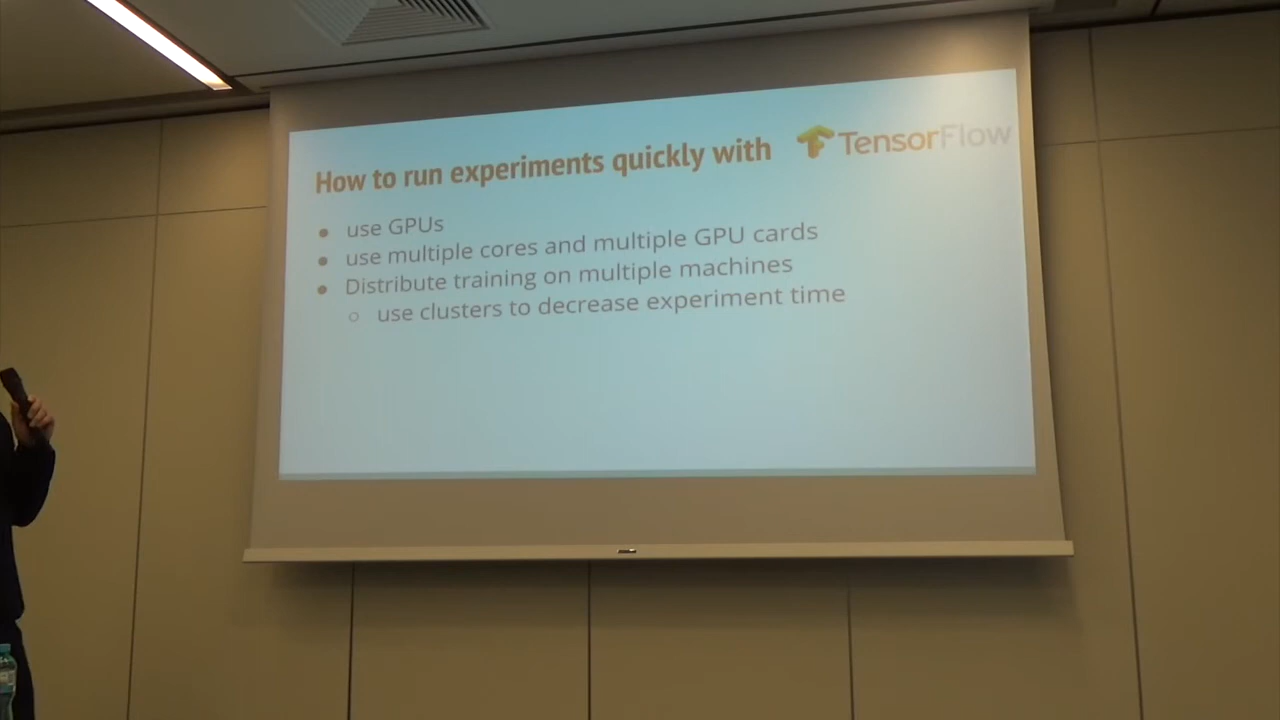 How to run experiments quickly with TensorFlow
● use GPUs
● use multiple cores and multiple GPU cards
● Distribute training on multiple machines
○ use clusters to decrease experiment time